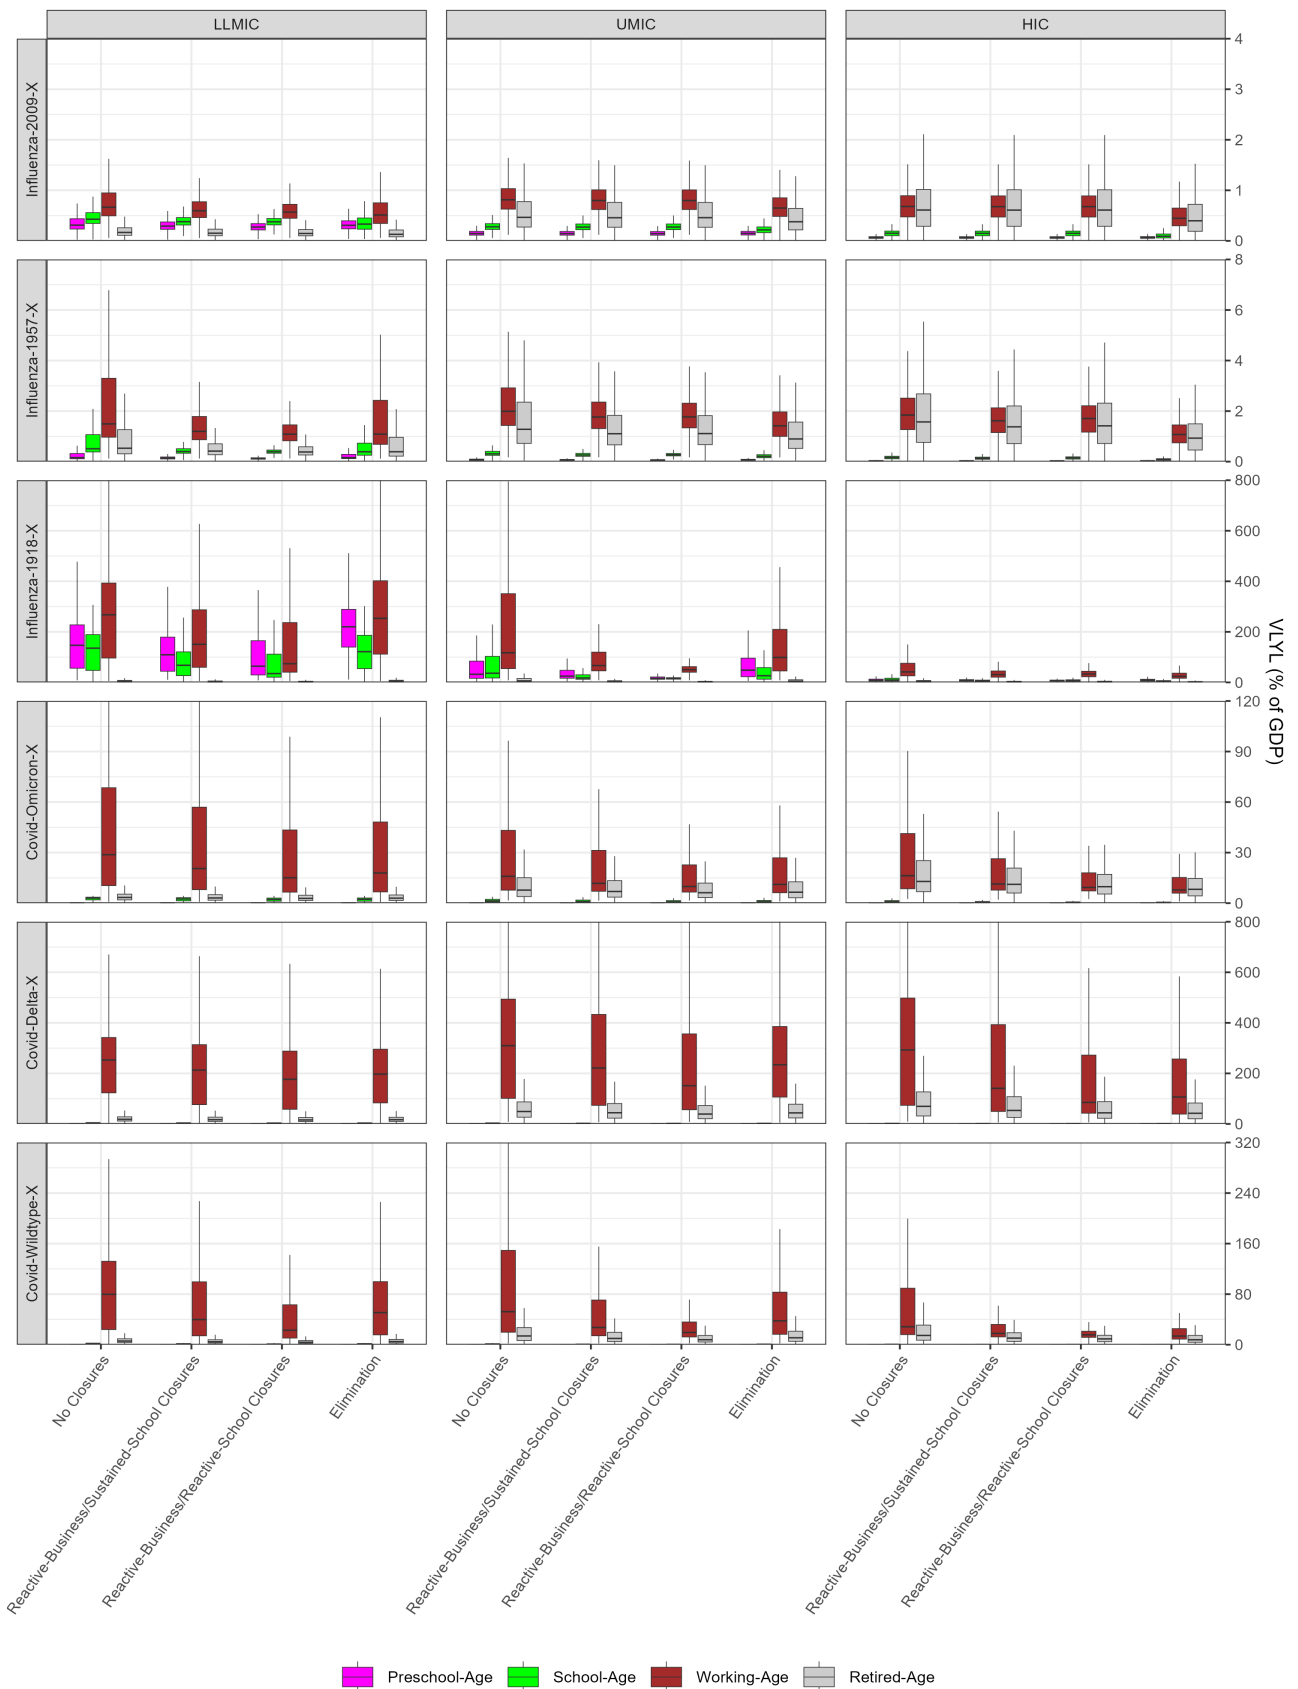 LLMIC
UMIC
HIC
Influenza-2009-X
4
3
2
1
0
Influenza-1957-X
8
6
4
2
0
Influenza-1918-X
800
600
400
200
0
Covid-Omicron-X
120
90
60
30
0
Covid-Delta-X
800
600
400
200
0
Covid-Wildtype-X
320
240
160
80
0
VLYL (% of GDP)
No Closures
Reactive-Business/Sustained-School Closures
Reactive-Business/Reactive-School Closures
Elimination
No Closures
Reactive-Business/Sustained-School Closures
Reactive-Business/Reactive-School Closures
Elimination
No Closures
Reactive-Business/Sustained-School Closures
Reactive-Business/Reactive-School Closures
Elimination
Preschool-Age
School-Age
Working-Age
Retired-Age